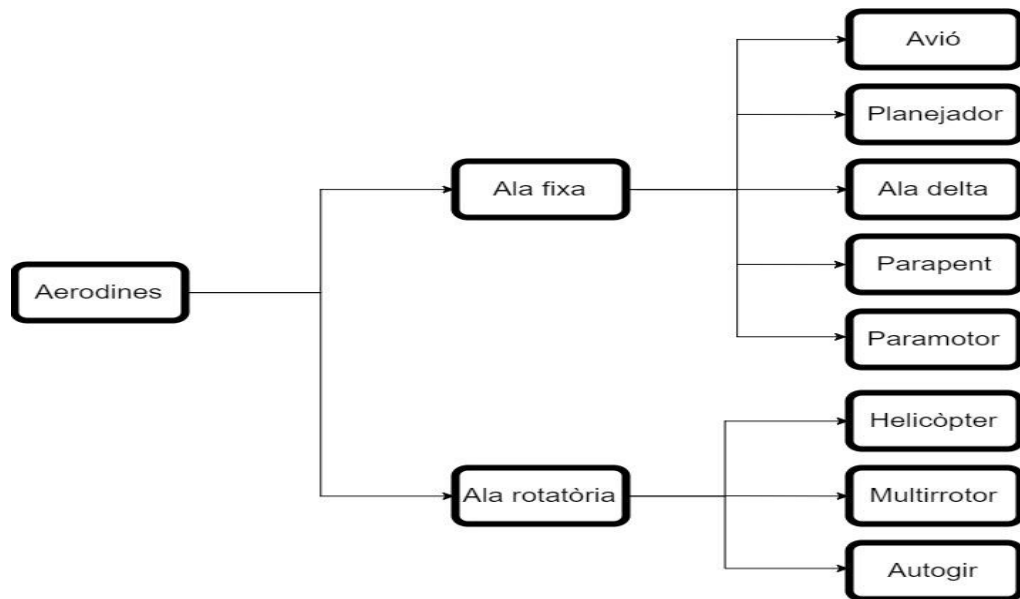 Avió
Planejador
Ala fixa
Ala delta
Parapent
Aerodines
Paramotor
Helicòpter
Ala rotatòria
Multirrotor
Autogir